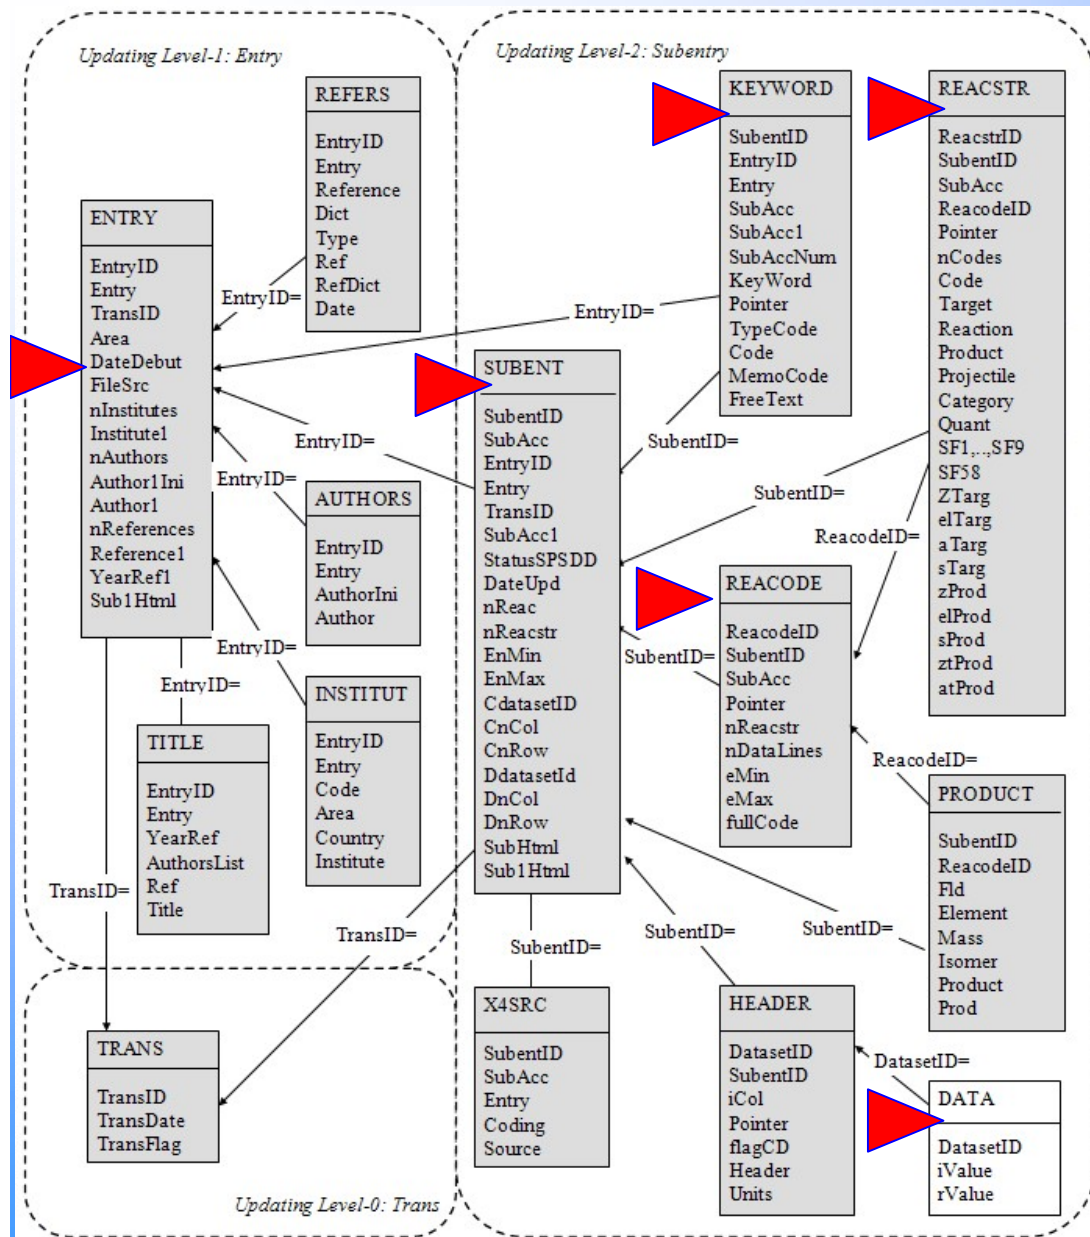 Updating Level-1: Entry
REFERS
EntryID
Entry
Reference
Dict
Type
Ref
RefDict
Date
ENTRY
EntryID
Entry
TransID
Area
DateDebut
FileSrc
nInstitutes
Institute1
nAuthors
Author1Ini
Author1
nReferences
Reference1
YearRef1
Sub1Html
EntryID=
EntryID=
EntryID=
EntryID=
AUTHORS
EntryID
Entry
AuthorIni
Author
EntryID=
EntryID=
INSTITUT
EntryID
Entry
Code
Area
Country
Institute
TITLE
EntryID
Entry
YearRef
AuthorsList
Ref
Title
TransID=
TransID=
TRANS
TransID
TransDate
TransFlag
Updating Level-0: Trans
Updating Level-2: Subentry
KEYWORD
SubentID
EntryID
Entry
SubAcc
SubAcc1
SubAccNum
KeyWord
Pointer
TypeCode
Code
MemoCode
FreeText
REACSTR
ReacstrID
SubentID
SubAcc
ReacodeID
Pointer
nCodes
Code
Target
Reaction
Product
Projectile
Category
Quant
SF1,..,SF9
SF58
ZTarg
elTarg
aTarg
sTarg
zProd
elProd
sProd
ztProd
atProd
SUBENT
SubentID
SubAcc
EntryID
Entry
TransID
SubAcc1
StatusSPSDD
DateUpd
nReac
nReacstr
EnMin
EnMax
CdatasetID
CnCol
CnRow
DdatasetId
DnCol
DnRow
SubHtml
Sub1Html
SubentID=
SubentID=
ReacodeID=
REACODE
ReacodeID
SubentID
SubAcc
Pointer
nReacstr
nDataLines
eMin
eMax
fullCode
SubentID=
ReacodeID=
PRODUCT
SubentID
ReacodeID
Fld
Element
Mass
Isomer
Product
Prod
SubentID=
SubentID=
SubentID=
X4SRC
SubentID
SubAcc
Entry
Coding
Source
HEADER
DatasetID
SubentID
iCol
Pointer
flagCD
Header
Units
DatasetID=
DATA
DatasetID
iValue
rValue